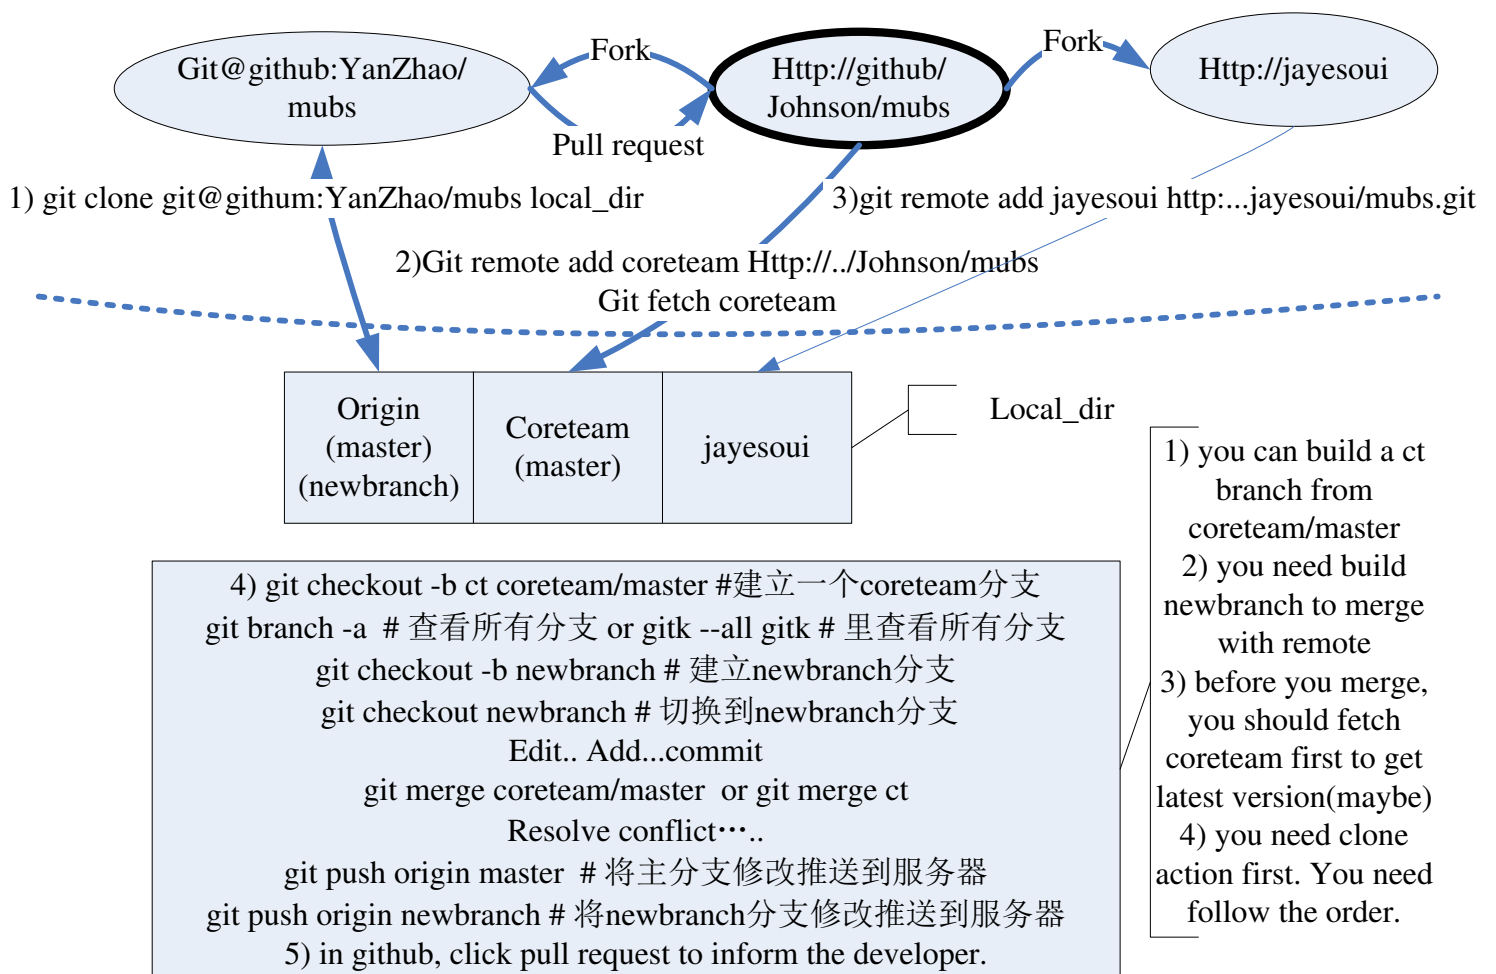 Git@github:YanZhao/
mubs
Fork
Http://github/
Johnson/mubs
Fork
Http://jayesoui
Pull request
1) git clone git@githum:YanZhao/mubs local_dir
3)git remote add jayesoui http:...jayesoui/mubs.git
2)Git remote add coreteam Http://../Johnson/mubs
Git fetch coreteam
Origin
(master)
(newbranch)
Coreteam
(master)
jayesoui
Local_dir
1) you can build a ct
branch from
coreteam/master
2) you need build
newbranch to merge
with remote
3) before you merge,
you should fetch
coreteam first to get
latest version(maybe)
4) you need clone
action first. You need
follow the order.
4) git checkout -b ct coreteam/master #建立一个coreteam分支
git branch -a  # 查看所有分支 or gitk --all gitk # 里查看所有分支
git checkout -b newbranch # 建立newbranch分支
git checkout newbranch # 切换到newbranch分支
Edit.. Add...commit
git merge coreteam/master  or git merge ct
Resolve conflict…..
git push origin master  # 将主分支修改推送到服务器
git push origin newbranch # 将newbranch分支修改推送到服务器
5) in github, click pull request to inform the developer.